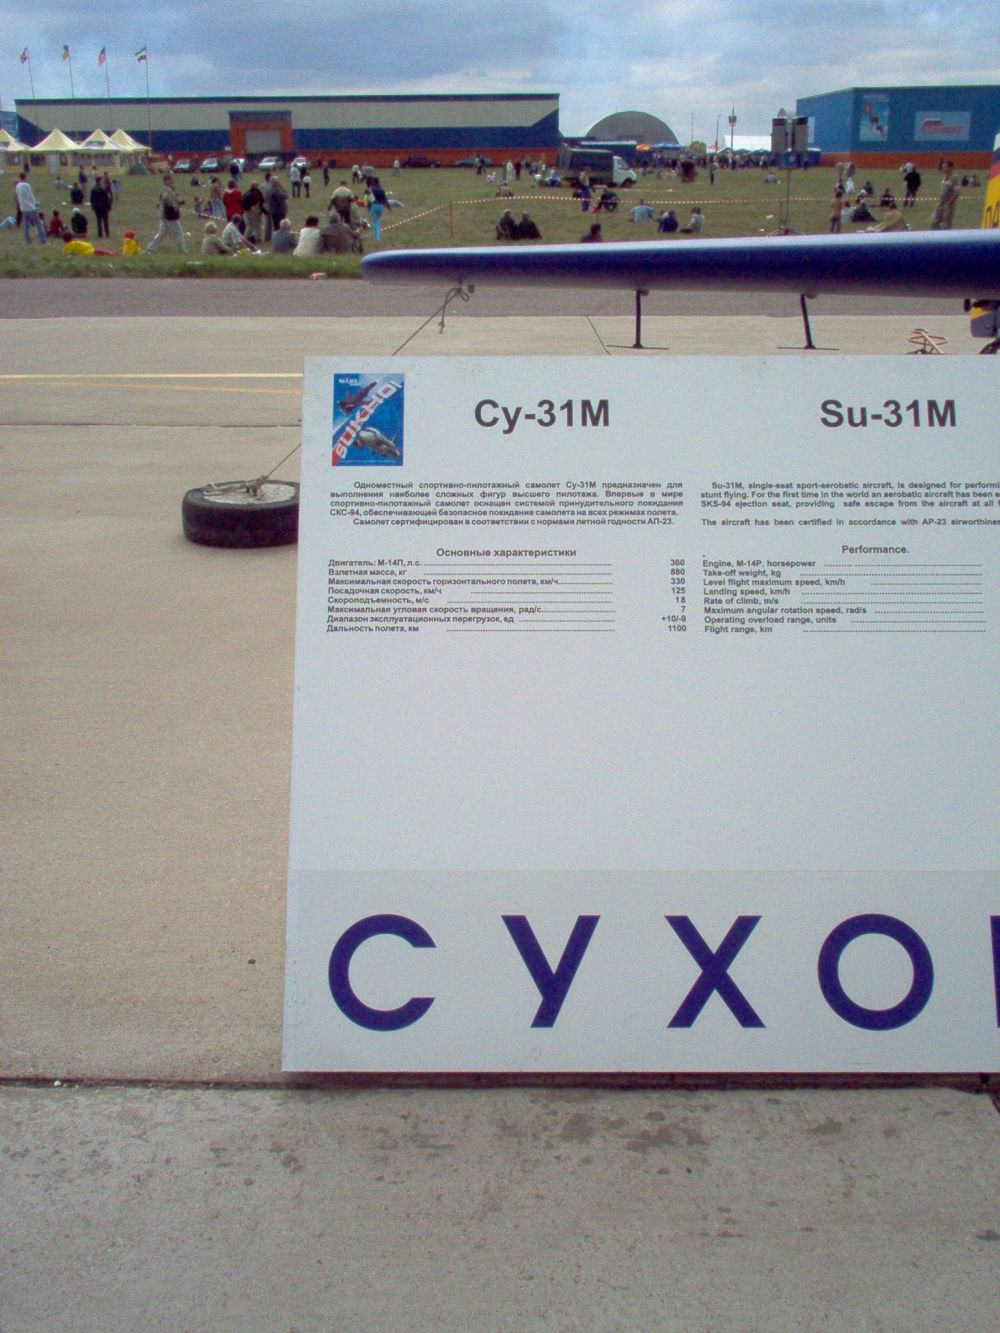 Су-31М
Su-31M
SUKHOI
Одноместный спортивно-пилотажный самолет Су-31М предназначен для
выполнения наиболее сложных фигур высшего пилотажа. Впервые в мире
спортивно-пилотажный самолет оснащен системой принудительного покидания
СКС-94, обеспечивающей безопасное покидание самолета на всех режимах полета.
Самолет сертифицирован в соответствии с нормами летной годности АП-23.
Основные характеристики
Двигатель: М-14П, л.с. 360
Взлетная масса, кг 880
Максимальная скорость горизонтального полета, км/ч 330
Посадочная скорость, км/ч 125
Скороподъемность, м/с 18
Максимальная угловая скорость вращения, рад/с 7
Диапазон эксплуатационных перегрузок, ед +10/-9
Дальность полета, км 1100
Su-31M, single-seat sport-aerobatic aircraft, is designed for
stunt flying. For the first time in the world an aerobatic aircraft has been
SKS-94 ejection seat, providing safe escape from the aircraft at all
The aircraft has been certified in accordance with AP-23
Performance.
Engine, M-14P, horsepower
Take-off weight, kg
Level flight maximum speed, km/h
Landing speed, km/h
Rate of climb, m/s
Maximum angular rotation speed, rad/s
Operating overload range, units
Flight range, km
СУХО